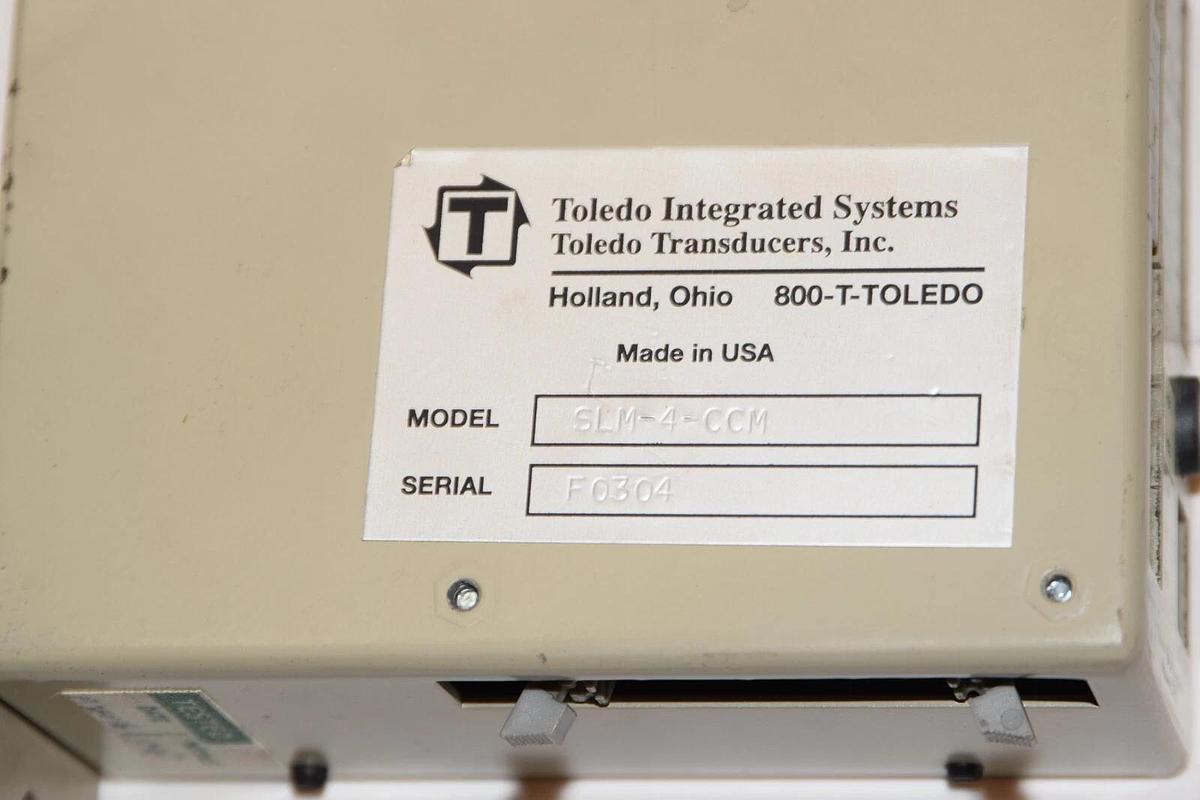 T
Toledo Integrated Systems
Toledo Transducers, Inc.
Holland, Ohio 800-T-TOLEDO
Made in USA
MODEL SLM-4-CCM
SERIAL F0304
TESTED